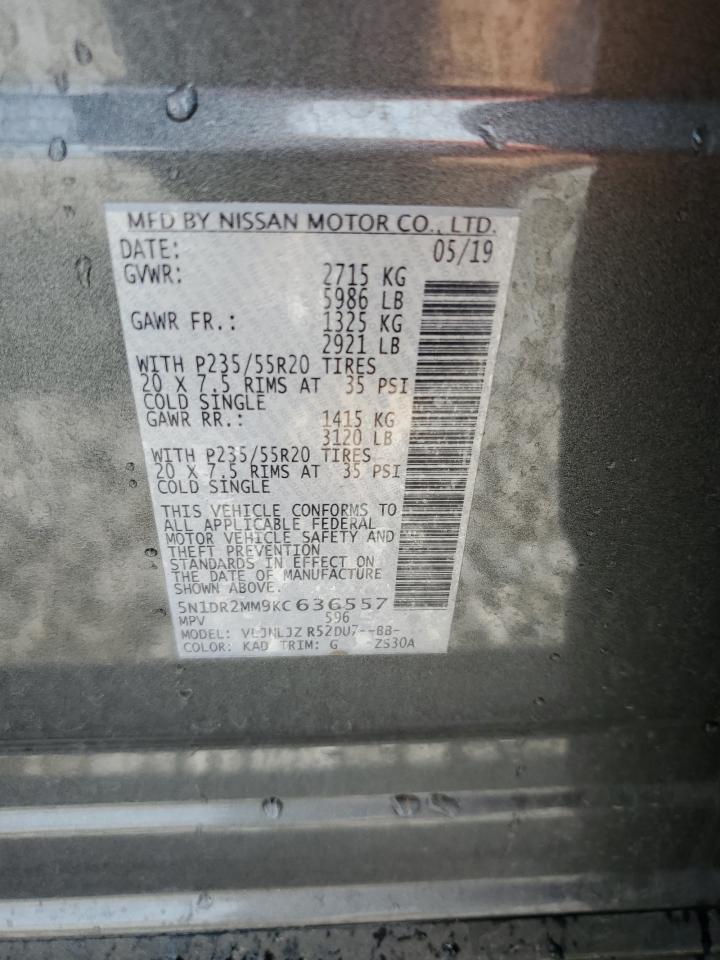 MFD BY NISSAN MOTOR CO., LTD.
DATE: 05/19
GVWR: 2715 KG
5986 LB
GAWR FR.: 1325 KG
2921 LB
WITH P235/55R20 TIRES
20 X 7.5 RIMS AT 35 PSI
COLD SINGLE
GAWR RR.: 1415 KG
3120 LB
WITH P235/55R20 TIRES
20 X 7.5 RIMS AT 35 PSI
COLD SINGLE
THIS VEHICLE CONFORMS TO
ALL APPLICABLE FEDERAL
MOTOR VEHICLE SAFETY AND
THEFT PREVENTION
STANDARDS IN EFFECT ON
THE DATE OF MANUFACTURE
SHOWN ABOVE.
5N1DR2MM9KC636557
MPV 596
MODEL: VLJNLJZ R52DU7--BB-
COLOR: KAD TRIM: G ZS30A